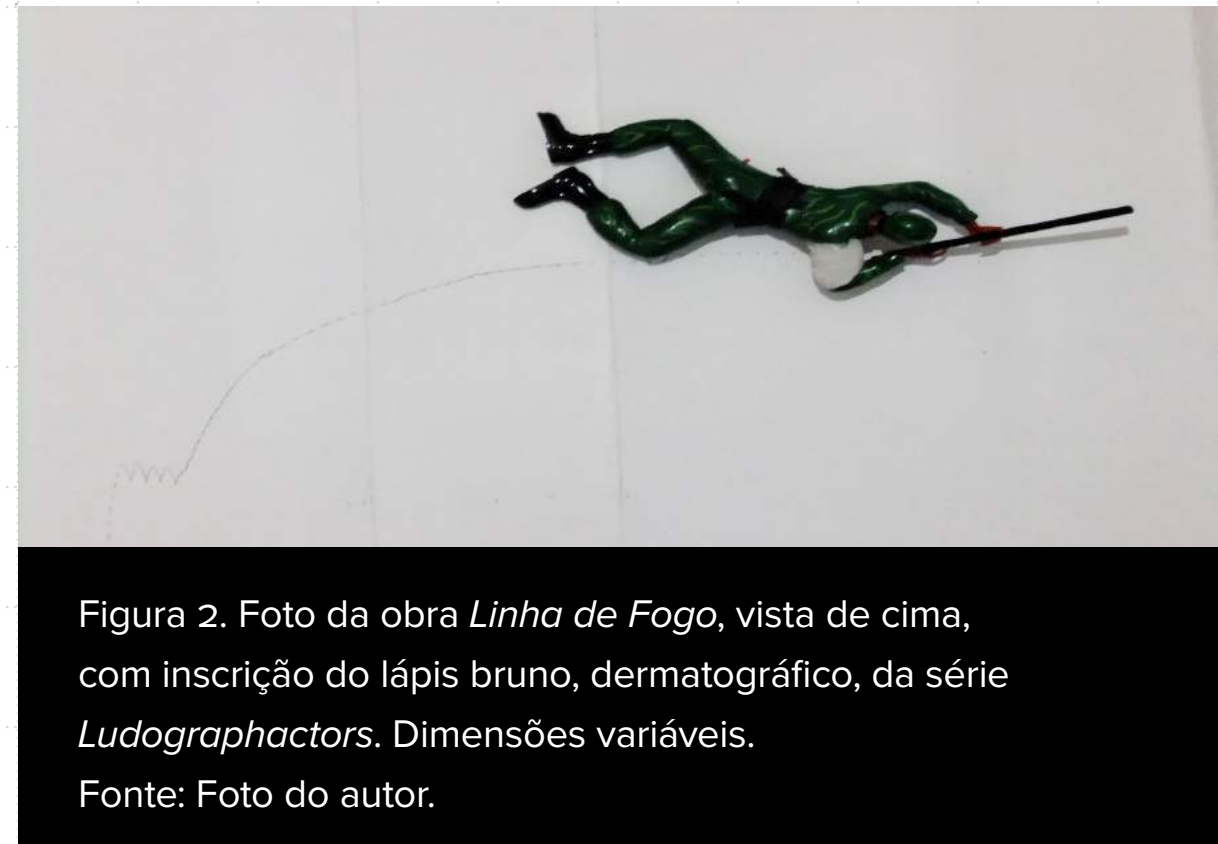 Figura 2. Foto da obra Linha de Fogo, vista de cima,
com inscrição do lápis bruno, dermatográfico, da série
Ludographactors. Dimensões variáveis.
Fonte: Foto do autor.